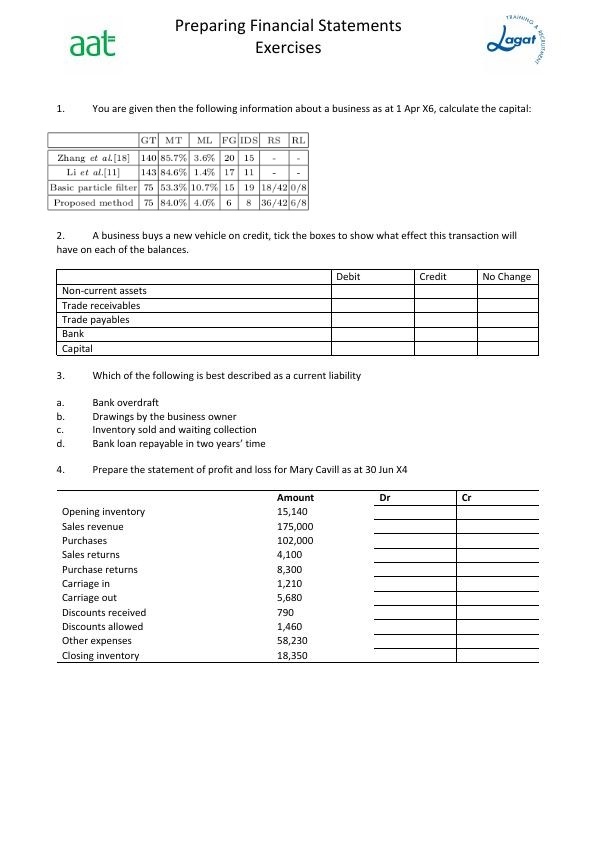 Preparing Financial Statements
Exercises
aat
TRAINING & RECRUITMENT
Lagat
1. You are given then the following information about a business as at 1 Apr X6, calculate the capital:
GT MT ML FG IDS RS RL
Zhang et al.[18] 140 85.7% 3.6% 20 15 - -
Li et al.[11] 143 84.6% 1.4% 17 11 - -
Basic particle filter 75 53.3% 10.7% 15 19 18/42 0/8
Proposed method 75 84.0% 4.0% 6 8 36/42 6/8
2. A business buys a new vehicle on credit, tick the boxes to show what effect this transaction will
have on each of the balances.
Debit Credit No Change
Non-current assets
Trade receivables
Trade payables
Bank
Capital
3. Which of the following is best described as a current liability
a. Bank overdraft
b. Drawings by the business owner
c. Inventory sold and waiting collection
d. Bank loan repayable in two years’ time
4. Prepare the statement of profit and loss for Mary Cavill as at 30 Jun X4
Amount Dr Cr
Opening inventory 15,140
Sales revenue 175,000
Purchases 102,000
Sales returns 4,100
Purchase returns 8,300
Carriage in 1,210
Carriage out 5,680
Discounts received 790
Discounts allowed 1,460
Other expenses 58,230
Closing inventory 18,350